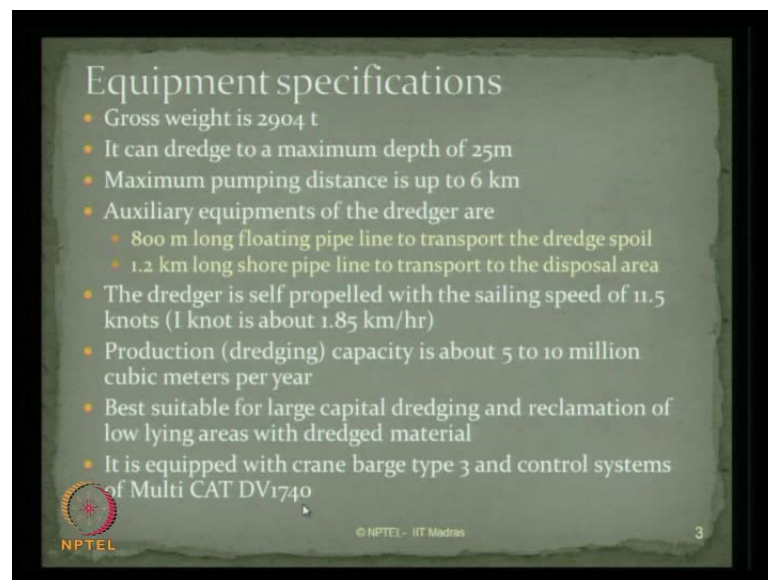 Equipment specifications
• Gross weight is 2904 t
• It can dredge to a maximum depth of 25m
• Maximum pumping distance is up to 6 km
• Auxiliary equipments of the dredger are
• 800 m long floating pipe line to transport the dredge spoil
• 1.2 km long shore pipe line to transport to the disposal area
• The dredger is self propelled with the sailing speed of 11.5
knots (I knot is about 1.85 km/hr)
• Production (dredging) capacity is about 5 to 10 million
cubic meters per year
• Best suitable for large capital dredging and reclamation of
low lying areas with dredged material
• It is equipped with crane barge type 3 and control systems
of Multi CAT DV1740
NPTEL
© NPTEL- IIT Madras
3